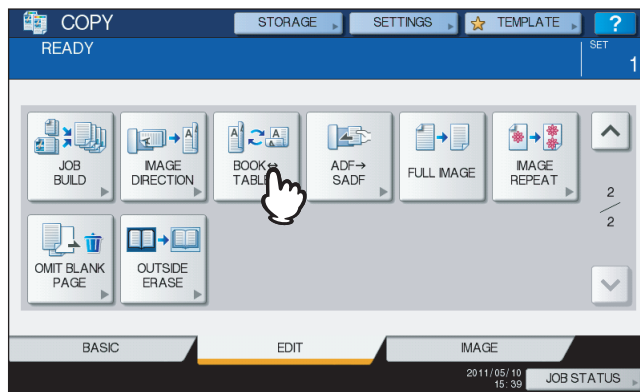 COPY
STORAGE
SETTINGS
TEMPLATE
?
READY
SET
1
JOB
BUILD
IMAGE
DIRECTION
BOOK⇔
TABLE
ADF→
SADF
FULL IMAGE
IMAGE
REPEAT
2
2
OMIT BLANK
PAGE
OUTSIDE
ERASE
BASIC
EDIT
IMAGE
2011/05/10
15:39
JOB STATUS